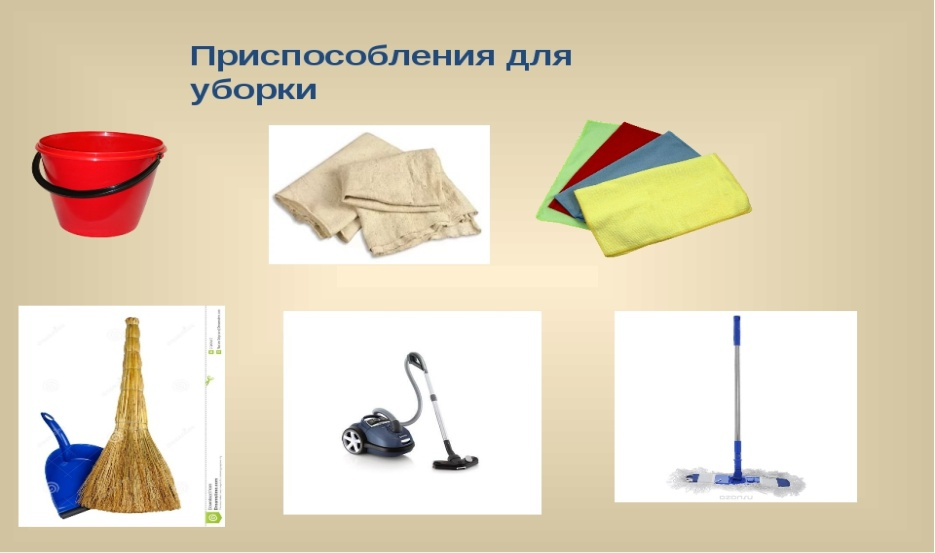 Приспособления для
уборки